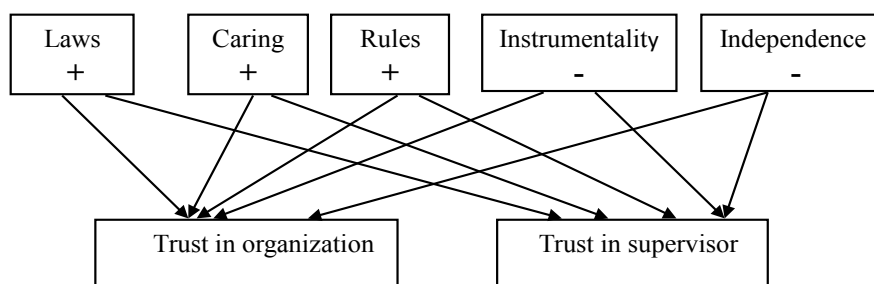 Laws Caring Rules Instrumentality Independence
+ + + - -
Trust in organization Trust in supervisor